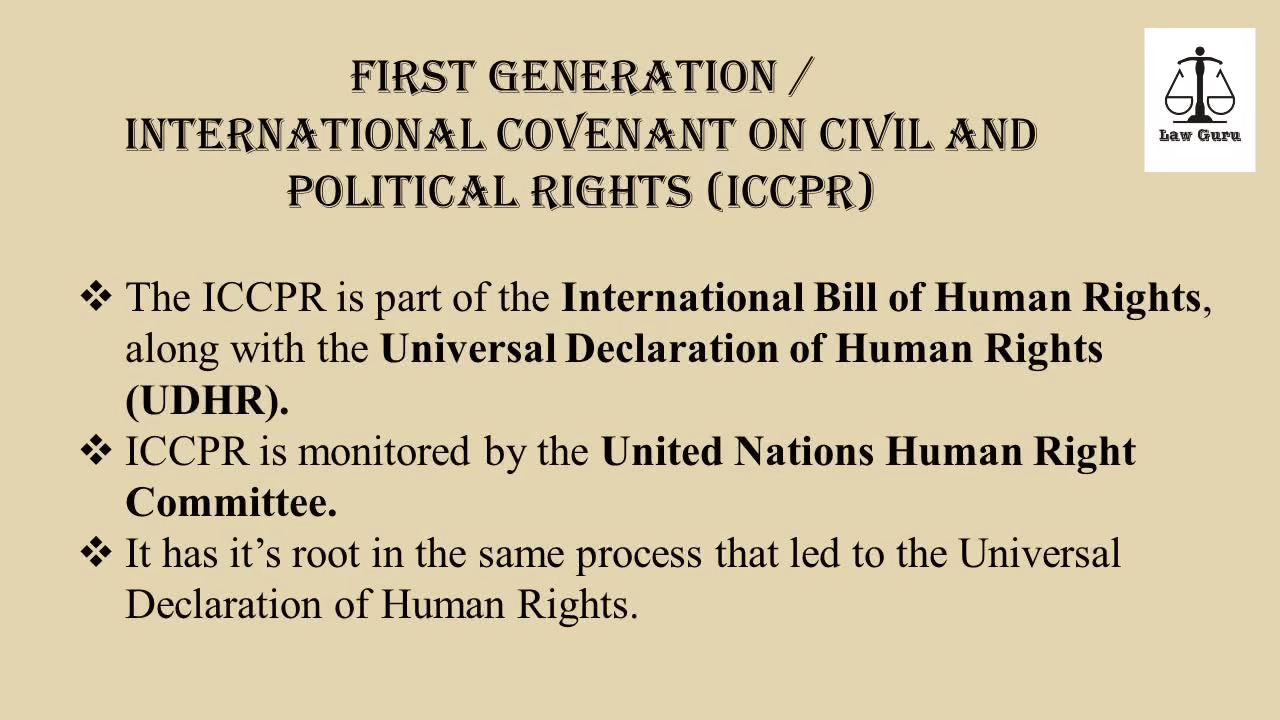 FIRST GENERATION /
INTERNATIONAL COVENANT ON CIVIL AND
POLITICAL RIGHTS (ICCPR)
Law Guru
❖ The ICCPR is part of the International Bill of Human Rights,
along with the Universal Declaration of Human Rights
(UDHR).
❖ ICCPR is monitored by the United Nations Human Right
Committee.
❖ It has it’s root in the same process that led to the Universal
Declaration of Human Rights.